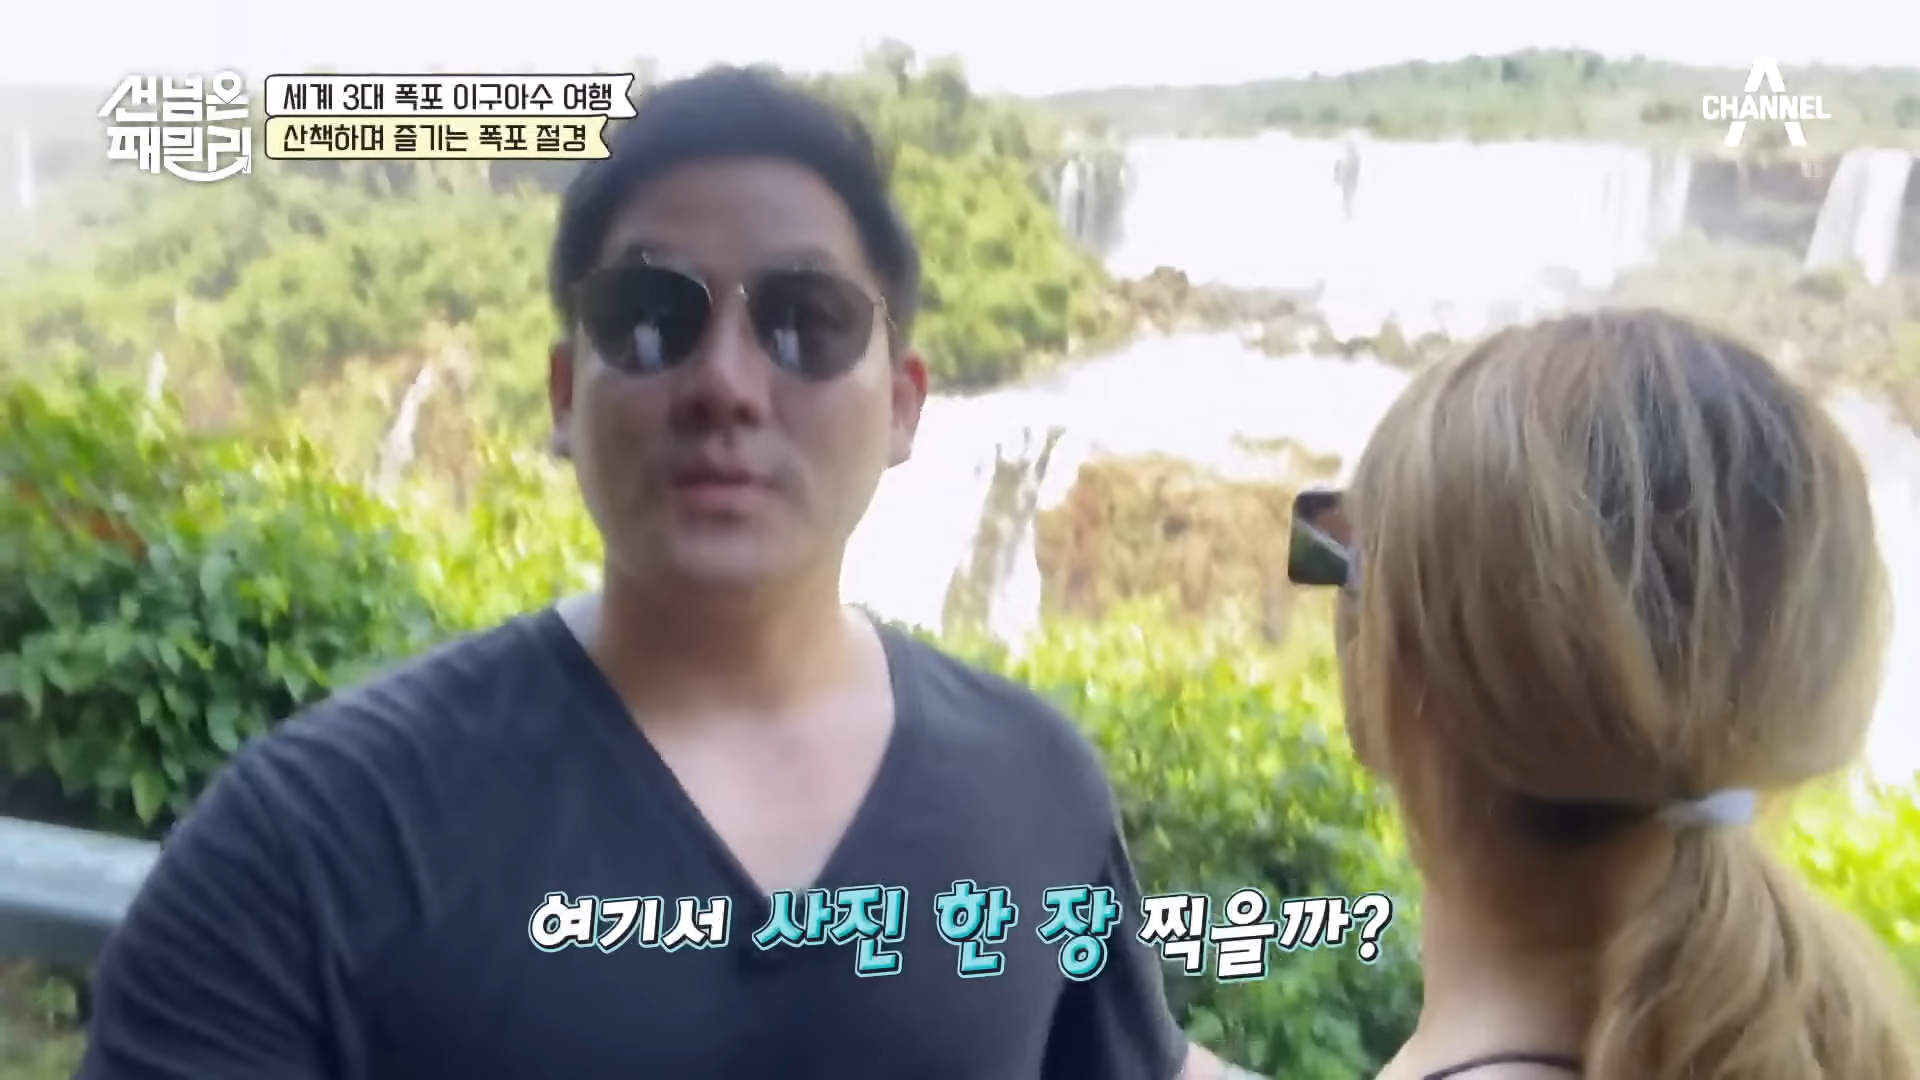 선넘은
패밀리
세계 3대 폭포 이구아수 여행
산책하며 즐기는 폭포 절경
CHANNEL A
여기서 사진 한 장 찍을까?